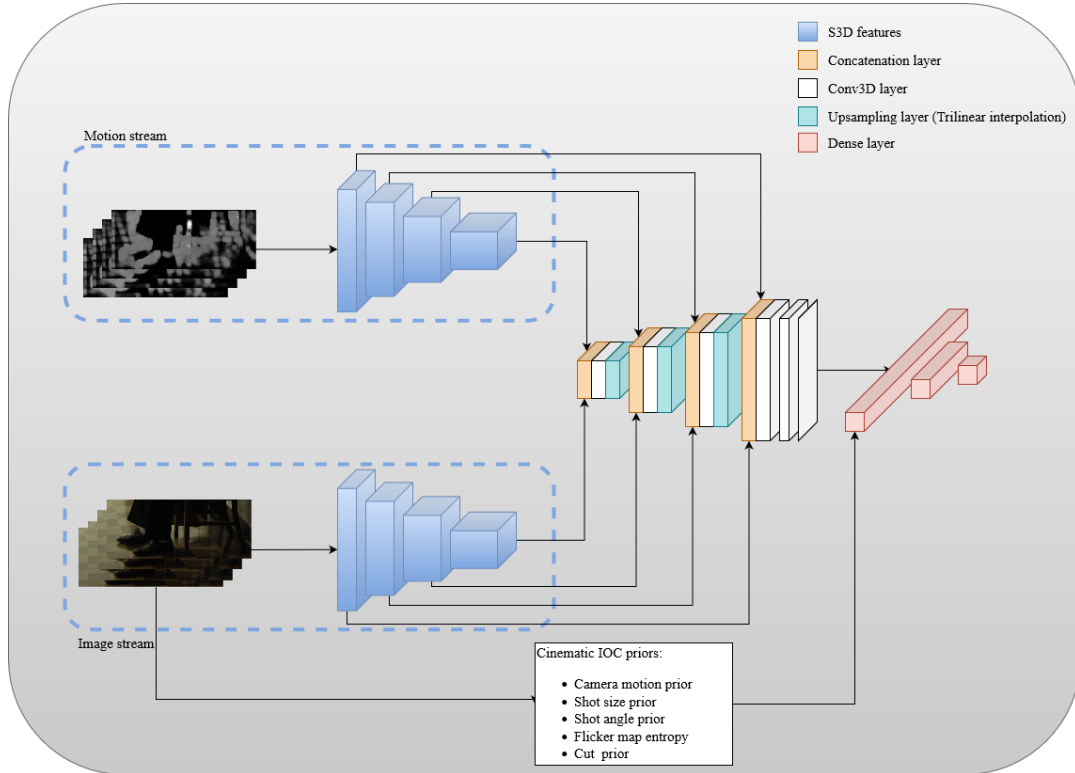 S3D features
Concatenation layer
Conv3D layer
Upsampling layer (Trilinear interpolation)
Dense layer
Motion stream
Image stream
Cinematic IOC priors:
• Camera motion prior
• Shot size prior
• Shot angle prior
• Flicker map entropy
• Cut prior